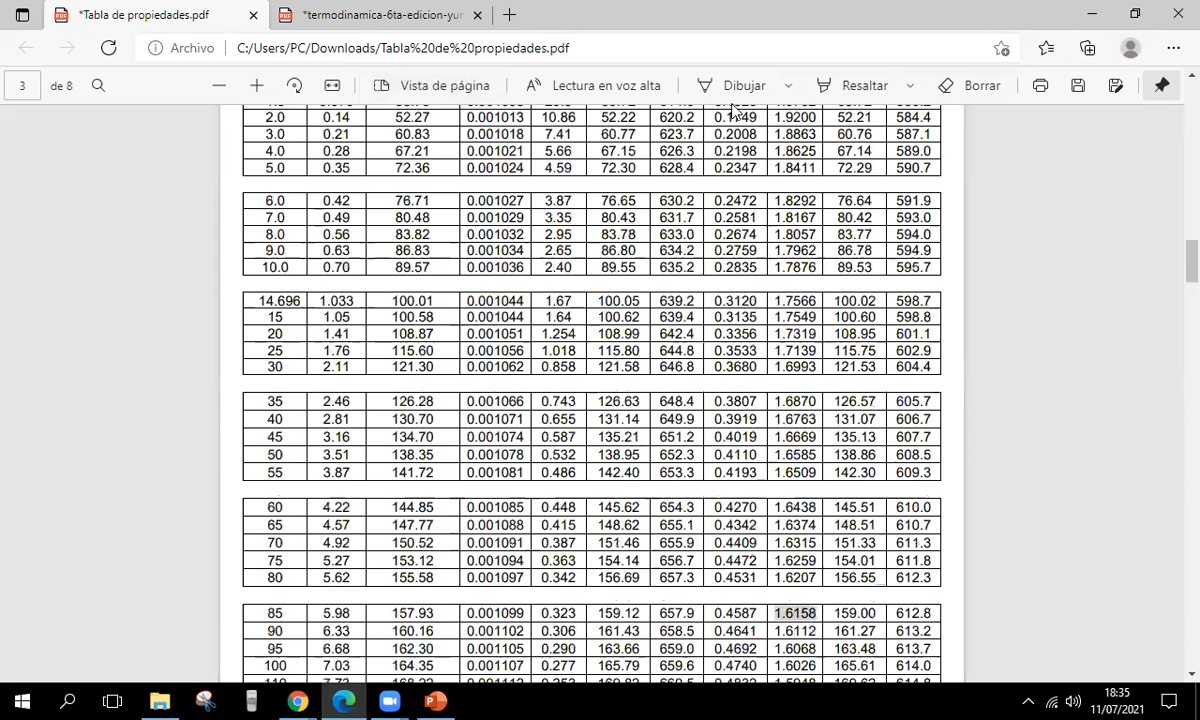 *Tabla de propiedades.pdf
*termodinamica-6ta-edicion-yur
Archivo C:/Users/PC/Downloads/Tabla%20de%20propiedades.pdf
3 de 8 Vista de página Lectura en voz alta Dibujar Resaltar Borrar
2.0 0.14 52.27 0.001013 10.86 52.22 620.2 1.9200 52.21 584.4
3.0 0.21 60.83 0.001018 7.41 60.77 623.7 0.2008 1.8863 60.76 587.1
4.0 0.28 67.21 0.001021 5.66 67.15 626.3 0.2198 1.8625 67.14 589.0
5.0 0.35 72.36 0.001024 4.59 72.30 628.4 0.2347 1.8411 72.29 590.7
6.0 0.42 76.71 0.001027 3.87 76.65 630.2 0.2472 1.8292 76.64 591.9
7.0 0.49 80.48 0.001029 3.35 80.43 631.7 0.2581 1.8167 80.42 593.0
8.0 0.56 83.82 0.001032 2.95 83.78 633.0 0.2674 1.8057 83.77 594.0
9.0 0.63 86.83 0.001034 2.65 86.80 634.2 0.2759 1.7962 86.78 594.9
10.0 0.70 89.57 0.001036 2.40 89.55 635.2 0.2835 1.7876 89.53 595.7
14.696 1.033 100.01 0.001044 1.67 100.05 639.2 0.3120 1.7566 100.02 598.7
15 1.05 100.58 0.001044 1.64 100.62 639.4 0.3135 1.7549 100.60 598.8
20 1.41 108.87 0.001051 1.254 108.99 642.4 0.3356 1.7319 108.95 601.1
25 1.76 115.60 0.001056 1.018 115.80 644.8 0.3533 1.7139 115.75 602.9
30 2.11 121.30 0.001062 0.858 121.58 646.8 0.3680 1.6993 121.53 604.4
35 2.46 126.28 0.001066 0.743 126.63 648.4 0.3807 1.6870 126.57 605.7
40 2.81 130.70 0.001071 0.655 131.14 649.9 0.3919 1.6763 131.07 606.7
45 3.16 134.70 0.001074 0.587 135.21 651.2 0.4019 1.6669 135.13 607.7
50 3.51 138.35 0.001078 0.532 138.95 652.3 0.4110 1.6585 138.86 608.5
55 3.87 141.72 0.001081 0.486 142.40 653.3 0.4193 1.6509 142.30 609.3
60 4.22 144.85 0.001085 0.448 145.62 654.3 0.4270 1.6438 145.51 610.0
65 4.57 147.77 0.001088 0.415 148.62 655.1 0.4342 1.6374 148.51 610.7
70 4.92 150.52 0.001091 0.387 151.46 655.9 0.4409 1.6315 151.33 611.3
75 5.27 153.12 0.001094 0.363 154.14 656.7 0.4472 1.6259 154.01 611.8
80 5.62 155.58 0.001097 0.342 156.69 657.3 0.4531 1.6207 156.55 612.3
85 5.98 157.93 0.001099 0.323 159.12 657.9 0.4587 1.6158 159.00 612.8
90 6.33 160.16 0.001102 0.306 161.43 658.5 0.4641 1.6112 161.27 613.2
95 6.68 162.30 0.001105 0.290 163.66 659.0 0.4692 1.6068 163.48 613.7
100 7.03 164.35 0.001107 0.277 165.79 659.6 0.4740 1.6026 165.61 614.0
18:35
11/07/2021